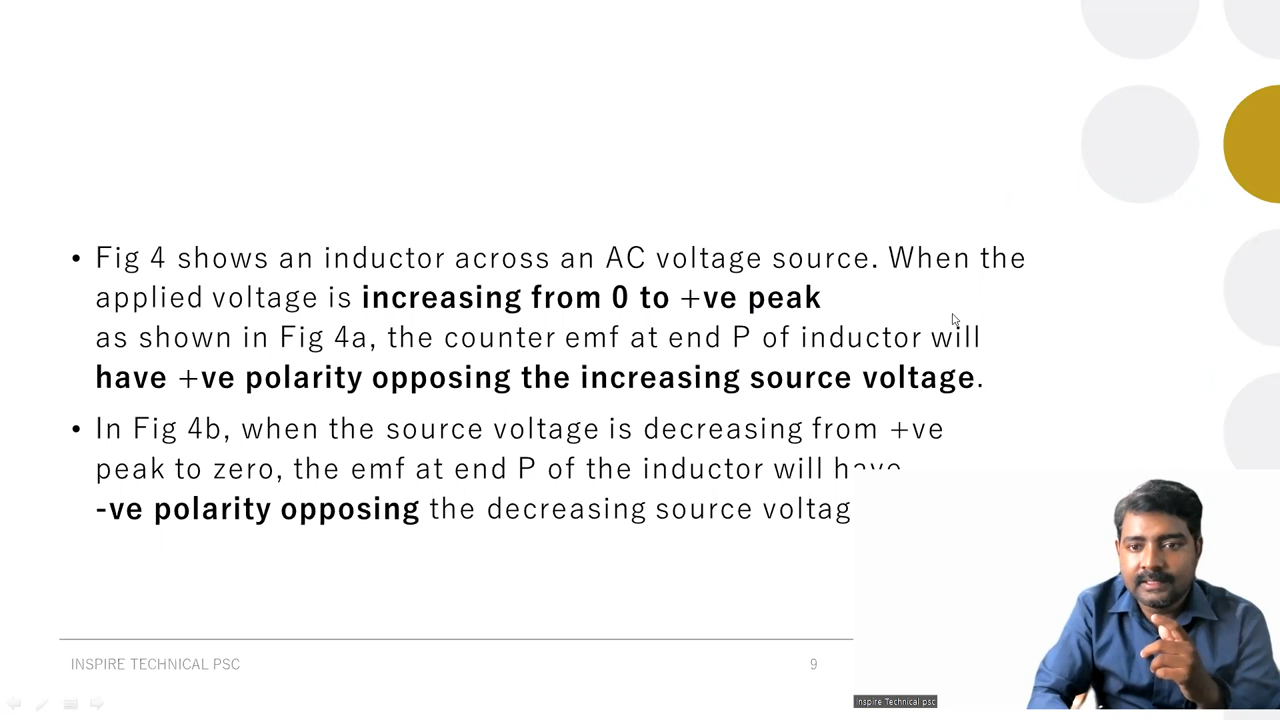 • Fig 4 shows an inductor across an AC voltage source. When the
applied voltage is increasing from 0 to +ve peak
as shown in Fig 4a, the counter emf at end P of inductor will
have +ve polarity opposing the increasing source voltage.
• In Fig 4b, when the source voltage is decreasing from +ve
peak to zero, the emf at end P of the inductor will have
-ve polarity opposing the decreasing source voltag
INSPIRE TECHNICAL PSC
9
Inspire Technical psc